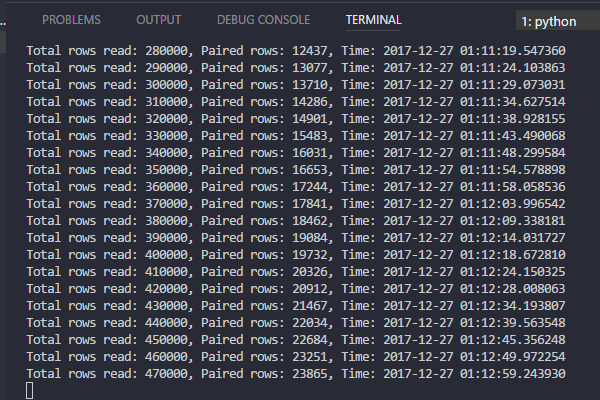 PROBLEMS OUTPUT DEBUG CONSOLE TERMINAL 1: python
Total rows read: 280000, Paired rows: 12437, Time: 2017-12-27 01:11:19.547360
Total rows read: 290000, Paired rows: 13077, Time: 2017-12-27 01:11:24.103863
Total rows read: 300000, Paired rows: 13710, Time: 2017-12-27 01:11:29.073031
Total rows read: 310000, Paired rows: 14286, Time: 2017-12-27 01:11:34.627514
Total rows read: 320000, Paired rows: 14901, Time: 2017-12-27 01:11:38.928155
Total rows read: 330000, Paired rows: 15483, Time: 2017-12-27 01:11:43.490068
Total rows read: 340000, Paired rows: 16031, Time: 2017-12-27 01:11:48.299584
Total rows read: 350000, Paired rows: 16653, Time: 2017-12-27 01:11:54.578898
Total rows read: 360000, Paired rows: 17244, Time: 2017-12-27 01:11:58.058536
Total rows read: 370000, Paired rows: 17841, Time: 2017-12-27 01:12:03.996542
Total rows read: 380000, Paired rows: 18462, Time: 2017-12-27 01:12:09.338181
Total rows read: 390000, Paired rows: 19084, Time: 2017-12-27 01:12:14.031727
Total rows read: 400000, Paired rows: 19732, Time: 2017-12-27 01:12:18.672810
Total rows read: 410000, Paired rows: 20326, Time: 2017-12-27 01:12:24.150325
Total rows read: 420000, Paired rows: 20912, Time: 2017-12-27 01:12:28.008063
Total rows read: 430000, Paired rows: 21467, Time: 2017-12-27 01:12:34.193807
Total rows read: 440000, Paired rows: 22034, Time: 2017-12-27 01:12:39.563548
Total rows read: 450000, Paired rows: 22684, Time: 2017-12-27 01:12:45.356248
Total rows read: 460000, Paired rows: 23251, Time: 2017-12-27 01:12:49.972254
Total rows read: 470000, Paired rows: 23865, Time: 2017-12-27 01:12:59.243930